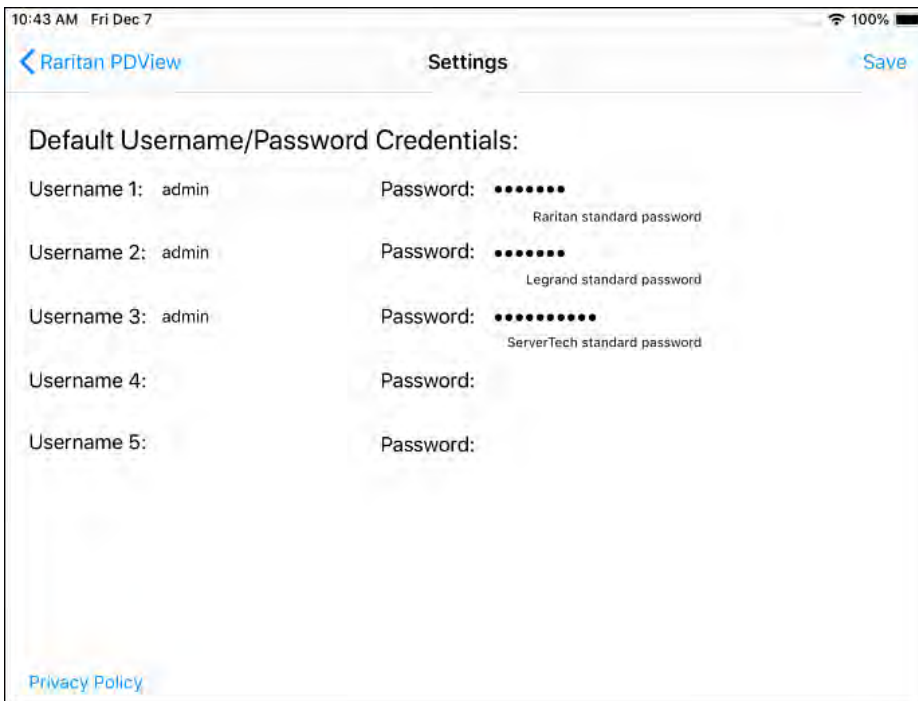 10:43 AM Fri Dec 7 100%
Raritan PDView Settings Save
Default Username/Password Credentials:
Username 1: admin Password: •••••••
Raritan standard password
Username 2: admin Password: •••••••
Legrand standard password
Username 3: admin Password: ••••••••••
ServerTech standard password
Username 4: Password:
Username 5: Password:
Privacy Policy